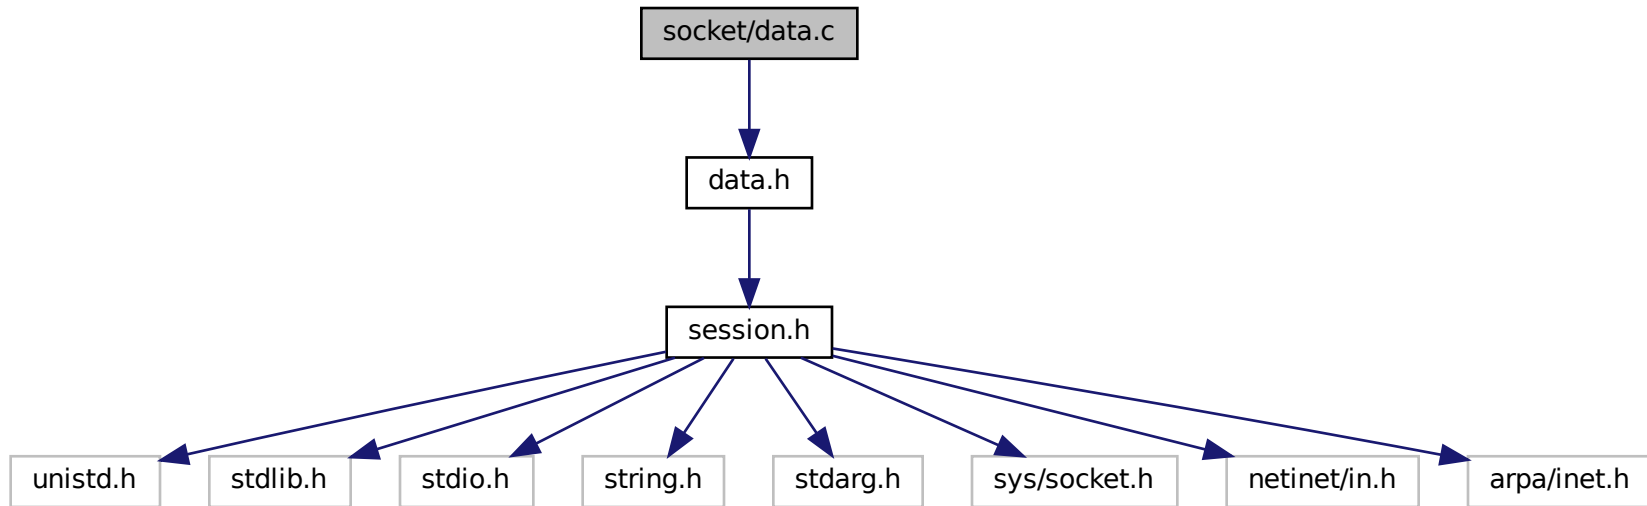 socket/data.c
data.h
session.h
unistd.h
stdlib.h
stdio.h
string.h
stdarg.h
sys/socket.h
netinet/in.h
arpa/inet.h